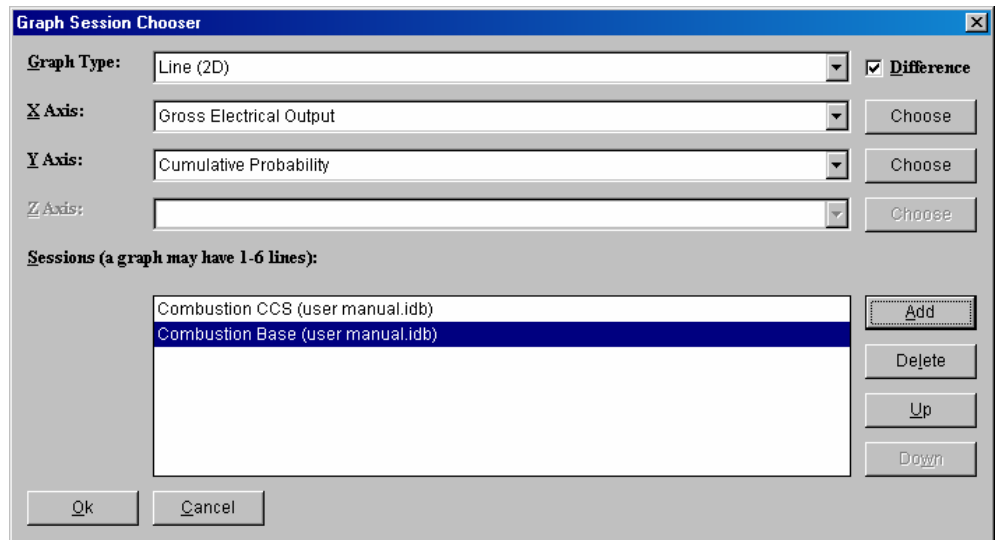 Graph Session Chooser
Graph Type: Line (2D) Difference
X Axis: Gross Electrical Output Choose
Y Axis: Cumulative Probability Choose
Z Axis: Choose
Sessions (a graph may have 1-6 lines):
Combustion CCS (user manual.idb) Add
Combustion Base (user manual.idb)
Delete
Up
Down
Ok Cancel